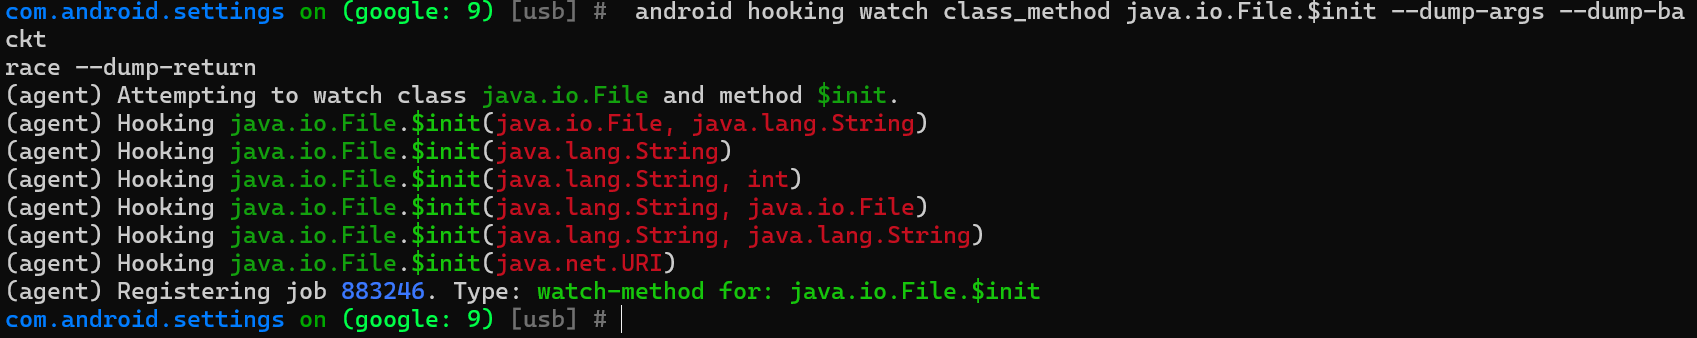 com.android.settings on (google: 9) [usb] #  android hooking watch class_method java.io.File.$init --dump-args --dump-ba
ckt
race --dump-return
(agent) Attempting to watch class java.io.File and method $init.
(agent) Hooking java.io.File.$init(java.io.File, java.lang.String)
(agent) Hooking java.io.File.$init(java.lang.String)
(agent) Hooking java.io.File.$init(java.lang.String, int)
(agent) Hooking java.io.File.$init(java.lang.String, java.io.File)
(agent) Hooking java.io.File.$init(java.lang.String, java.lang.String)
(agent) Hooking java.io.File.$init(java.net.URI)
(agent) Registering job 883246. Type: watch-method for: java.io.File.$init
com.android.settings on (google: 9) [usb] #